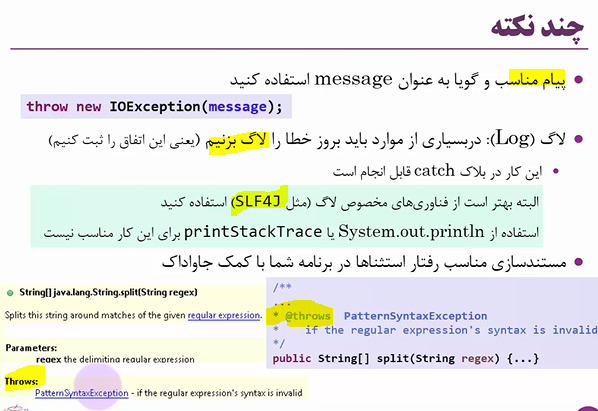 چند نکته
پیام مناسب و گویا به عنوان message استفاده کنید
throw new IOException(message);
لاگ (Log): دربسیاری از موارد باید بروز خطا را لاگ بزنیم (یعنی این اتفاق را ثبت کنیم)
این کار در بلاک catch قابل انجام است
البته بهتر است از فناوری‌های مخصوص لاگ (مثل SLF4J) استفاده کنید
استفاده از System.out.println یا printStackTrace برای این کار مناسب نیست
مستندسازی مناسب رفتار استثناها در برنامه شما با کمک جاواداک
String[] java.lang.String.split(String regex)
Splits this string around matches of the given regular expression.
Parameters:
regex the delimiting regular expression
Throws:
PatternSyntaxException - if the regular expression's syntax is invalid
/**
...
* @throws PatternSyntaxException
* if the regular expression's syntax is invalid
*/
public String[] split(String regex) {...}